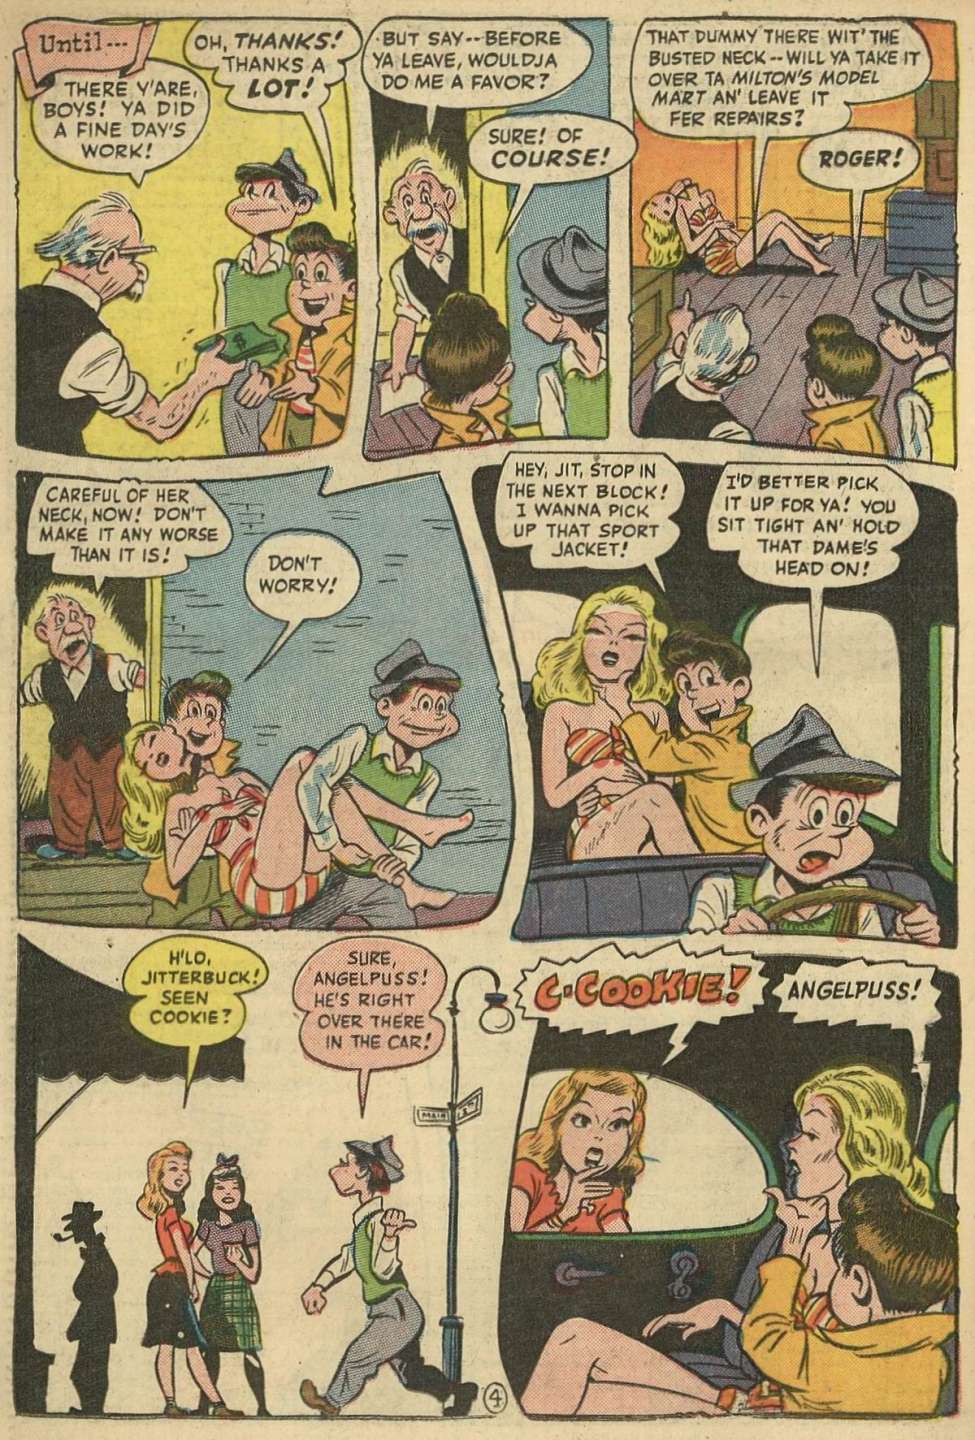 Until---
THERE Y'ARE,
BOYS! YA DID
A FINE DAY'S
WORK!
OH, THANKS!
THANKS A
LOT!
$
BUT SAY--BEFORE
YA LEAVE, WOULDJA
DO ME A FAVOR?
SURE! OF
COURSE!
THAT DUMMY THERE WIT' THE
BUSTED NECK--WILL YA TAKE IT
OVER TA MILTON'S MODEL
MART AN' LEAVE IT
FER REPAIRS?
ROGER!
CAREFUL OF HER
NECK, NOW! DON'T
MAKE IT ANY WORSE
THAN IT IS!
DON'T
WORRY!
HEY, JIT, STOP IN
THE NEXT BLOCK!
I WANNA PICK
UP THAT SPORT
JACKET!
I'D BETTER PICK
IT UP FOR YA! YOU
SIT TIGHT AN' HOLD
THAT DAME'S
HEAD ON!
H'LO,
JITTERBUCK!
SEEN
COOKIE?
SURE,
ANGELPUSS!
HE'S RIGHT
OVER THERE
IN THE CAR!
MAIN
4
C-COOKIE!
ANGELPUSS!